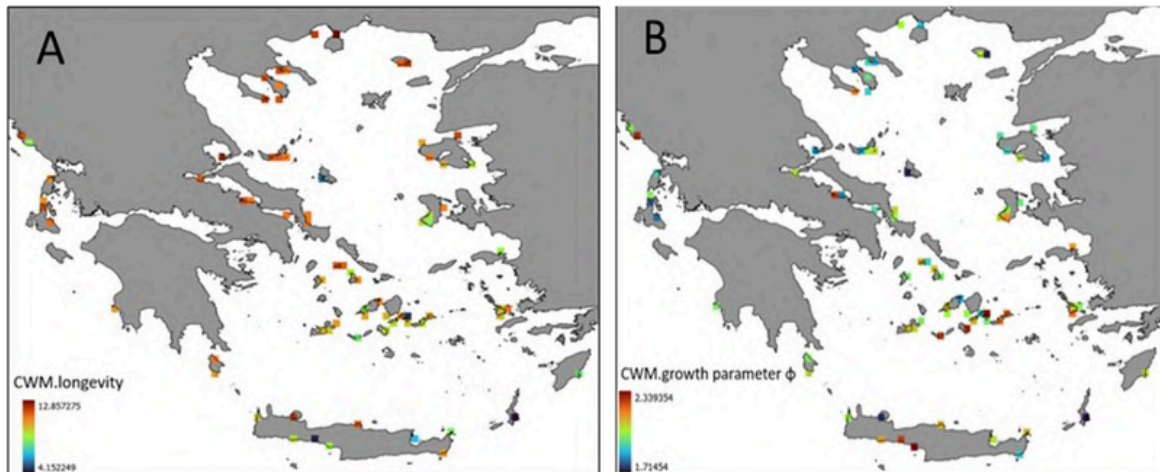 A
CWM.longevity
12.857275
4.152249
B
CWM.growth parameter ϕ
2.339354
1.71454